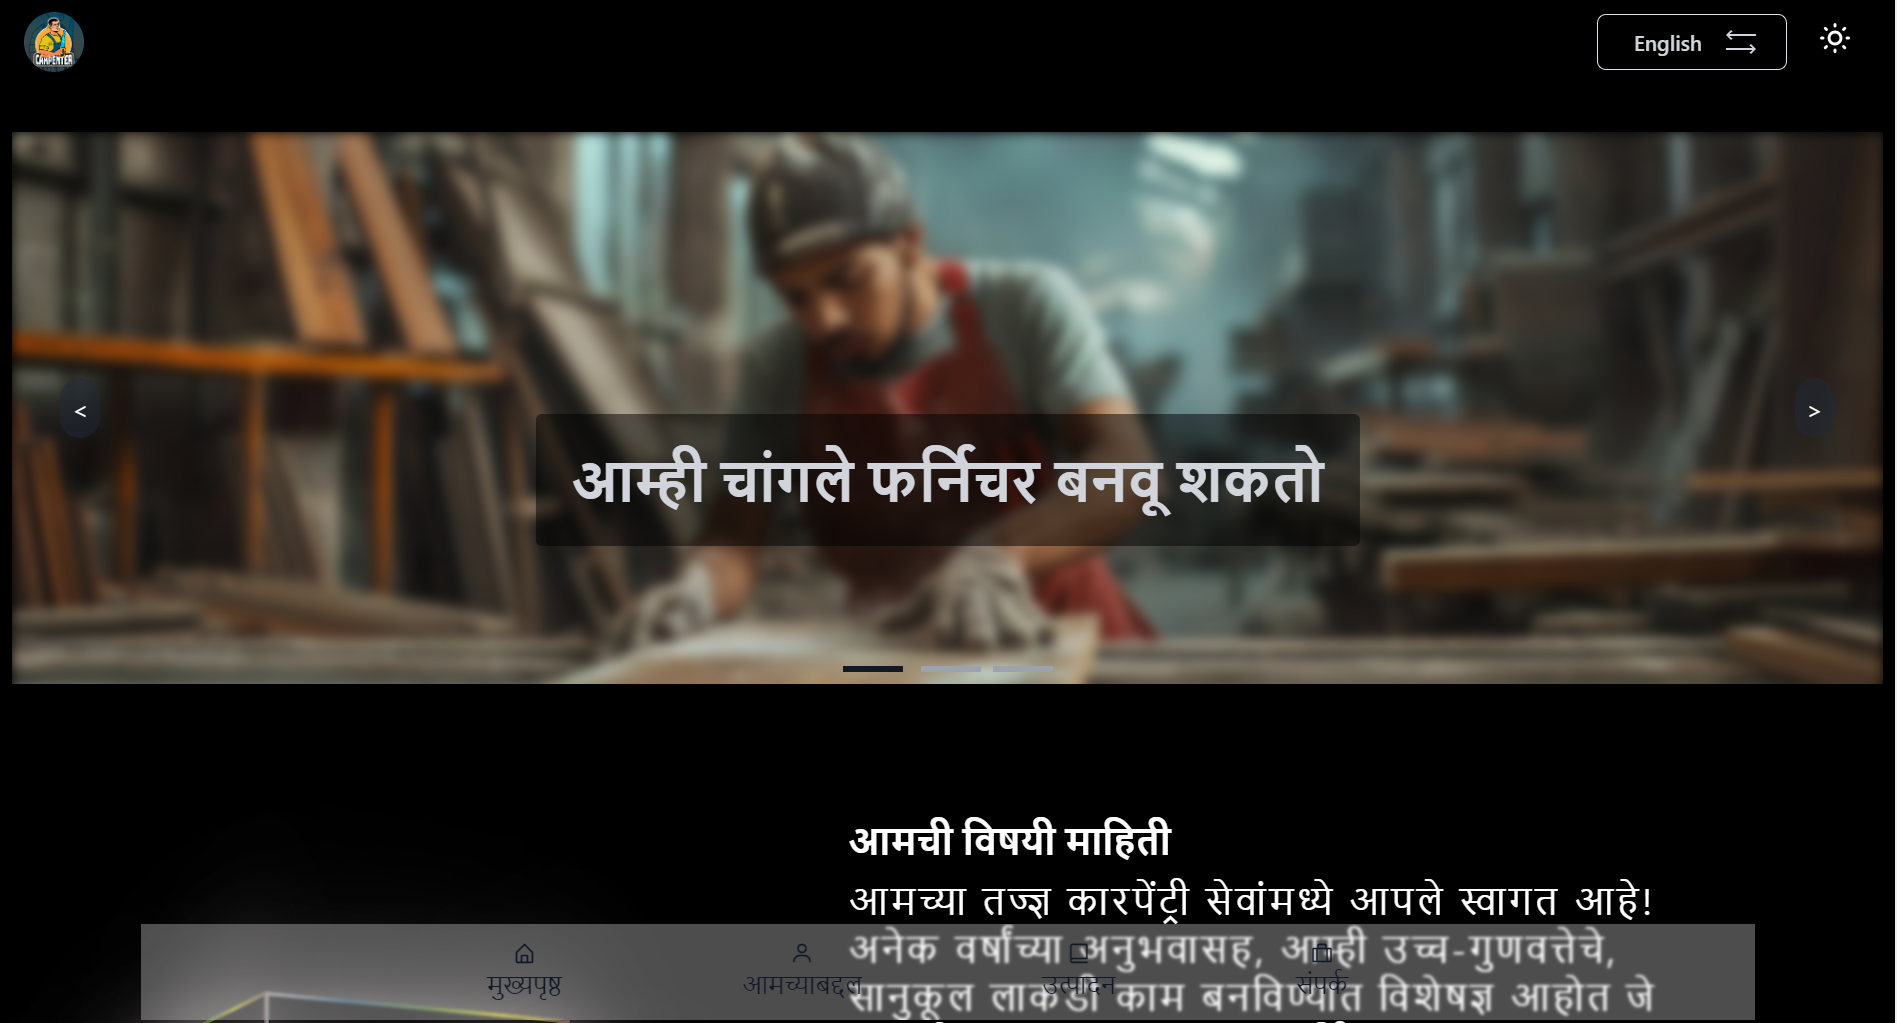 CARPENTER
English
<
>
आम्ही चांगले फर्निचर बनवू शकतो
आमची विषयी माहिती
आमच्या तज्ज्ञ कारपेंट्री सेवांमध्ये आपले स्वागत आहे!
अनेक वर्षांच्या अनुभवासह, आम्ही उच्च-गुणवत्तेचे,
सानुकूल लाकडी काम बनविण्यात विशेषज्ञ आहोत जे
मुख्यपृष्ठ
आमच्याबद्दल
उत्पादन
संपर्क